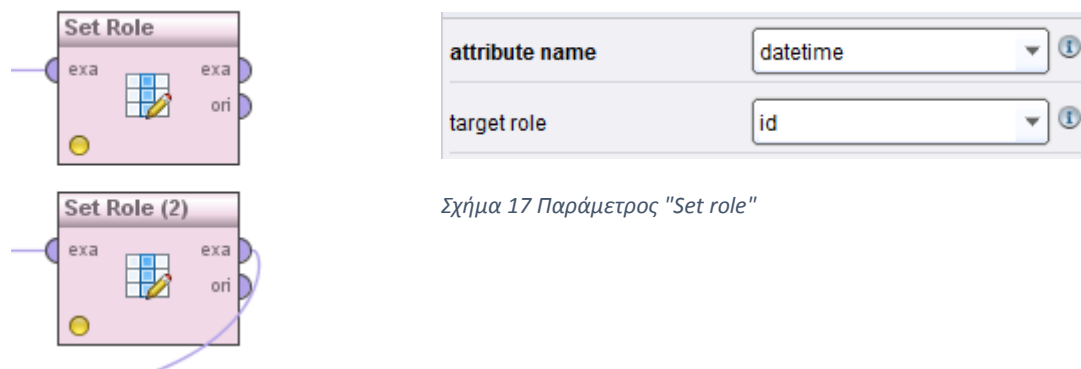 Set Role
exa exa
ori
attribute name datetime
target role id
Σχήμα 17 Παράμετρος "Set role"
Set Role (2)
exa exa
ori